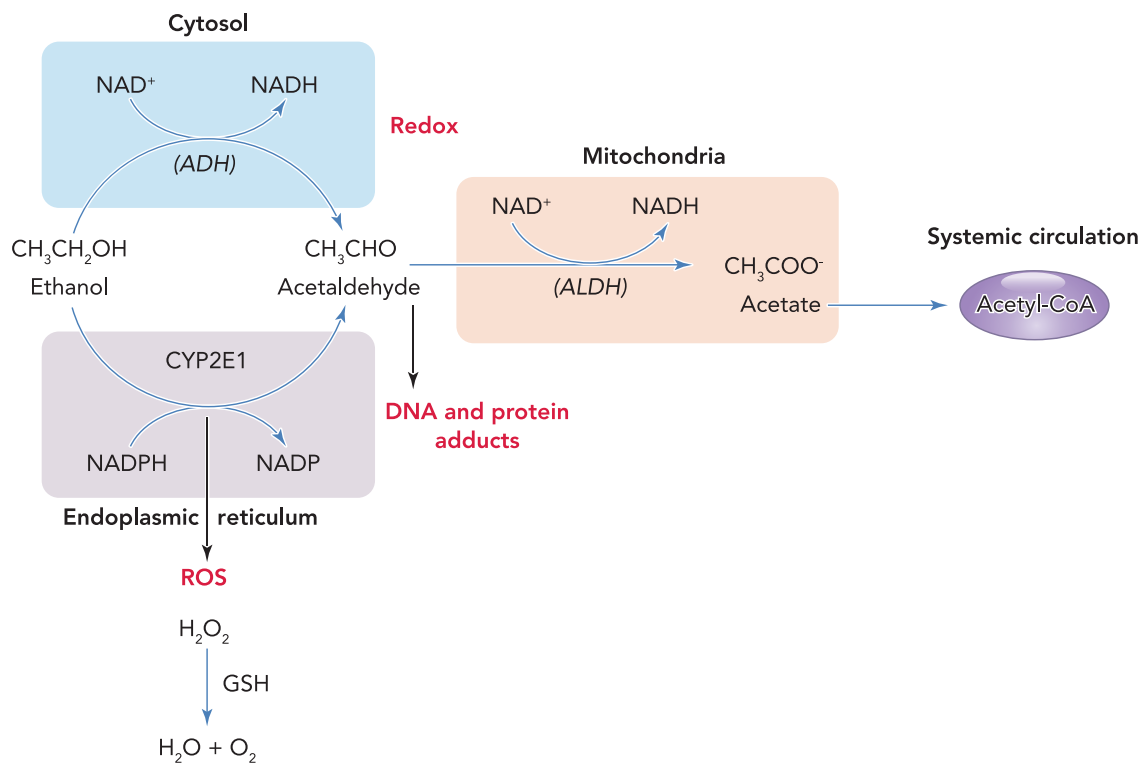 Cytosol
NAD⁺ NADH
Redox
(ADH)
Mitochondria
NAD⁺ NADH
CH₃CH₂OH
Ethanol
CH₃CHO
Acetaldehyde
(ALDH)
CH₃COO⁻
Acetate
Systemic circulation
Acetyl-CoA
CYP2E1
NADPH NADP
DNA and protein
adducts
Endoplasmic reticulum
ROS
H₂O₂
GSH
H₂O + O₂